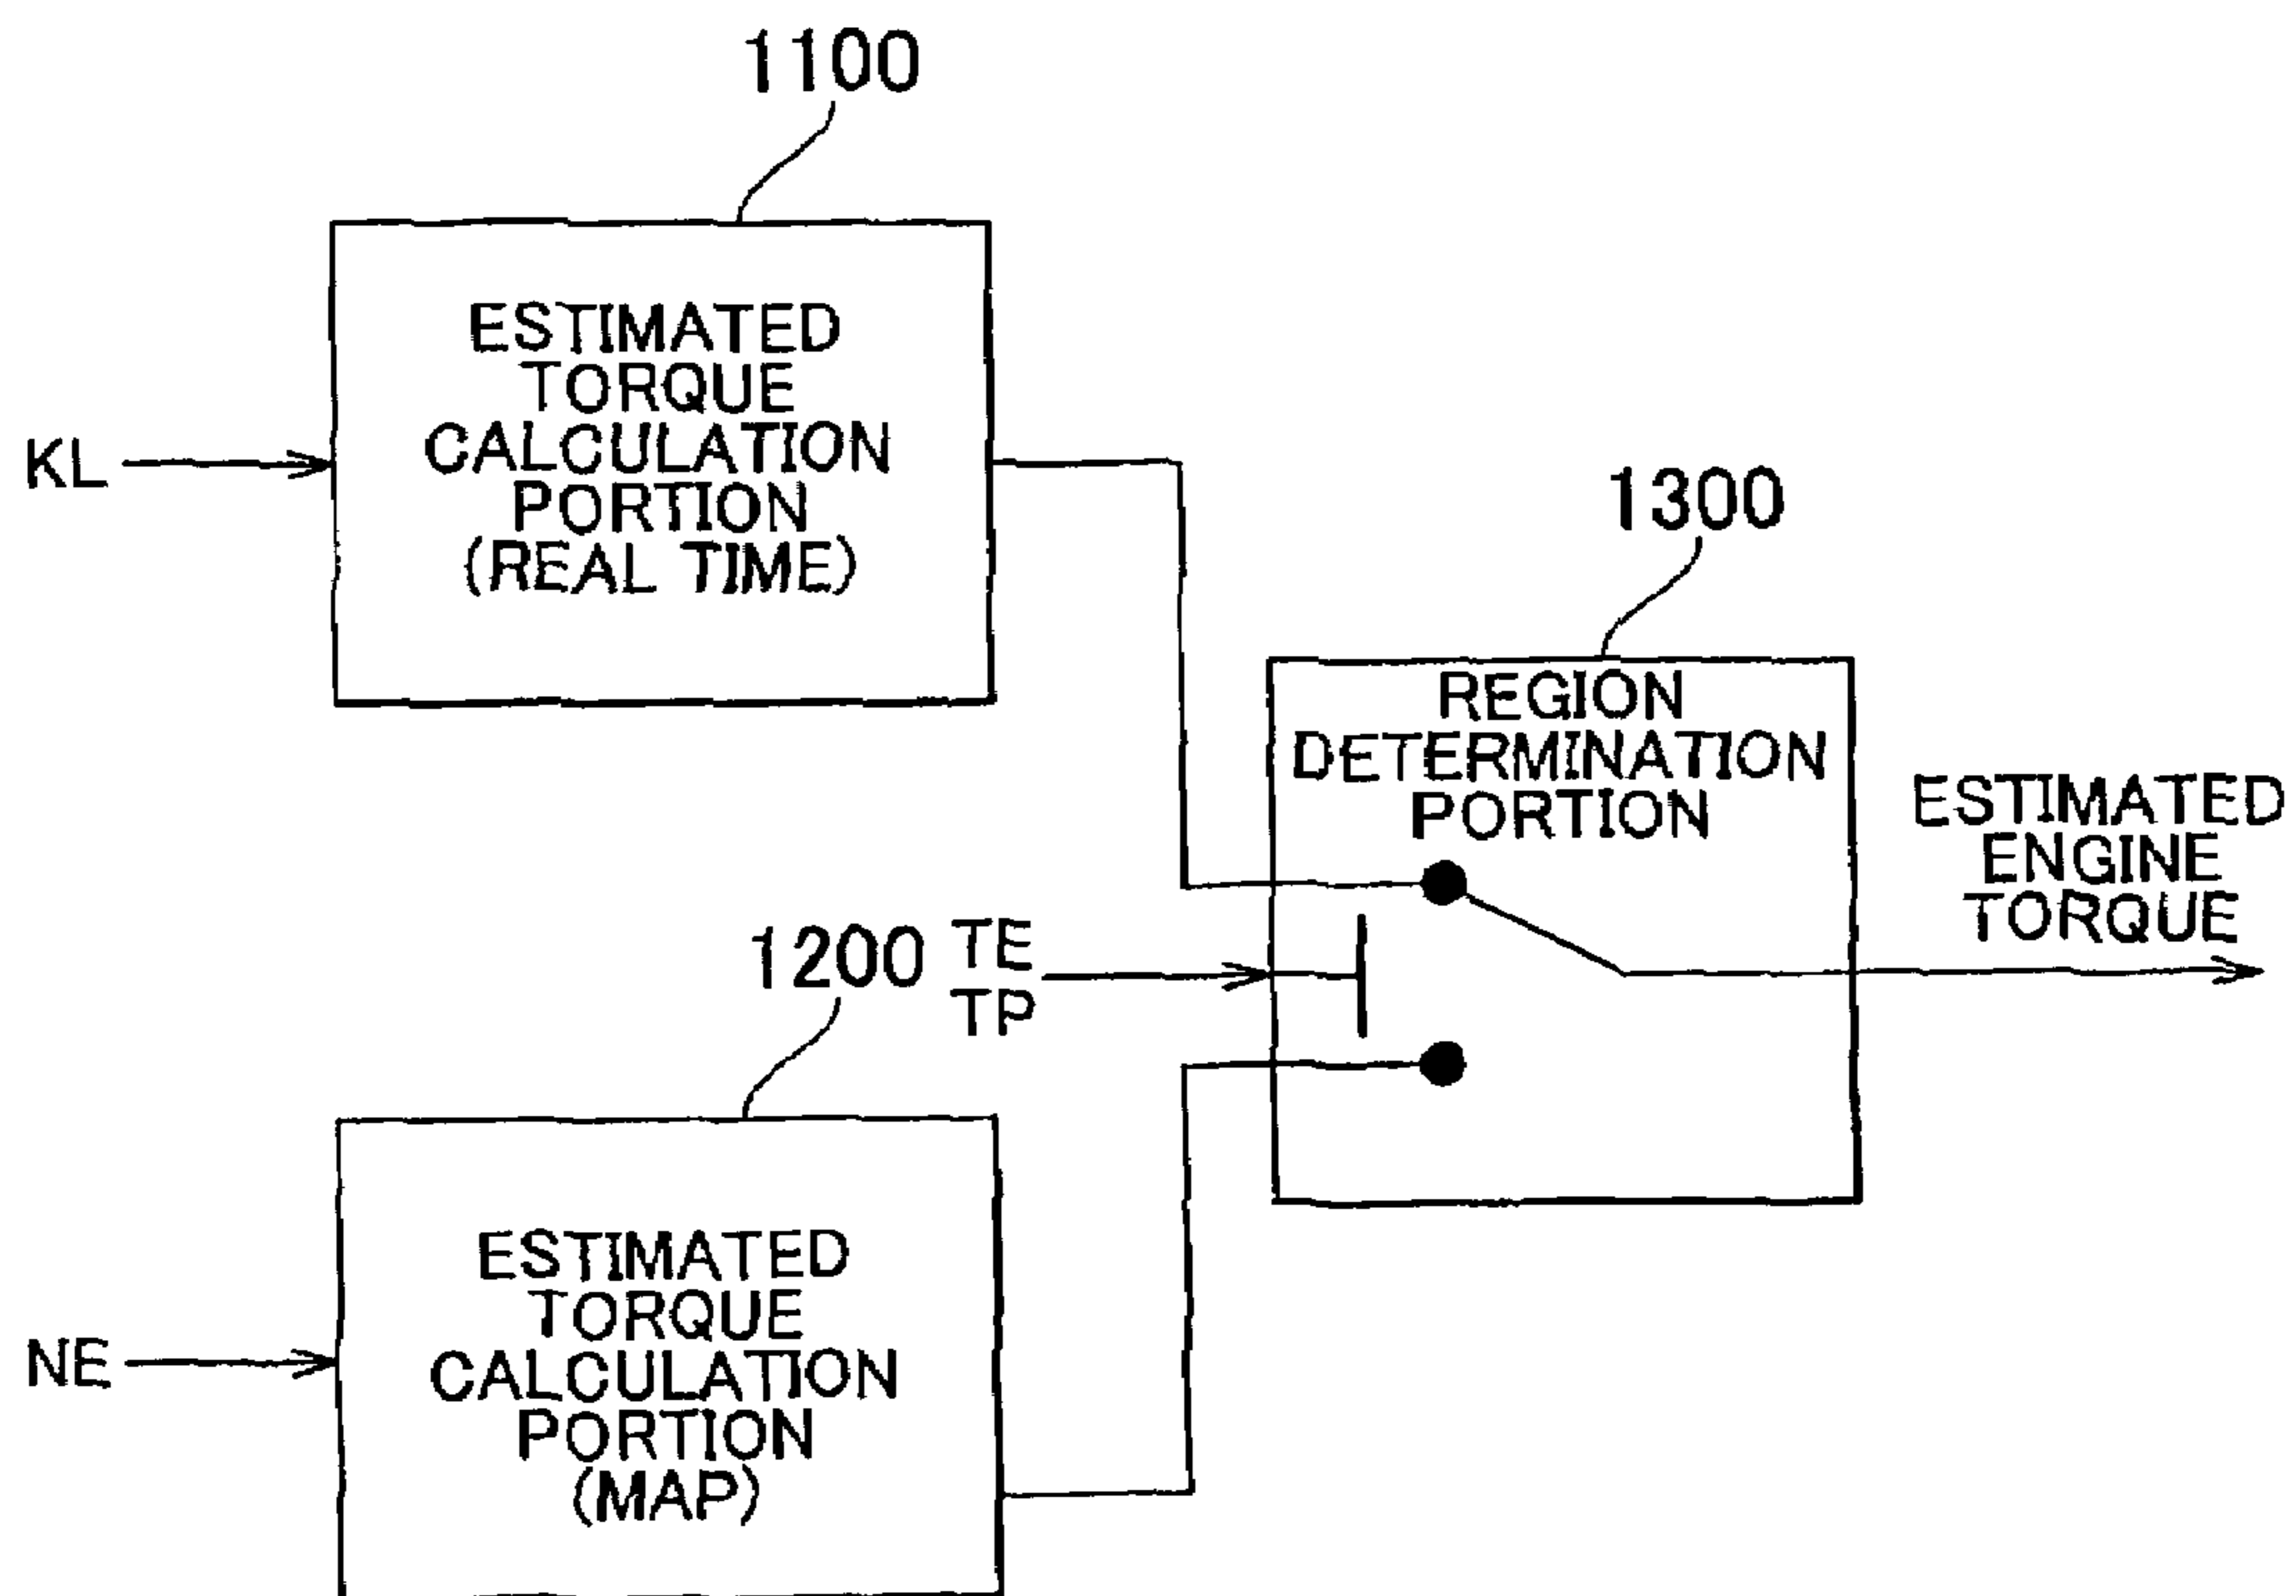 1100
ESTIMATED
TORQUE
CALCULATION
PORTION
(REAL TIME)
KL
1300
REGION
DETERMINATION
PORTION
ESTIMATED
ENGINE
TORQUE
1200
TE
TP
ESTIMATED
TORQUE
CALCULATION
PORTION
(MAP)
NE